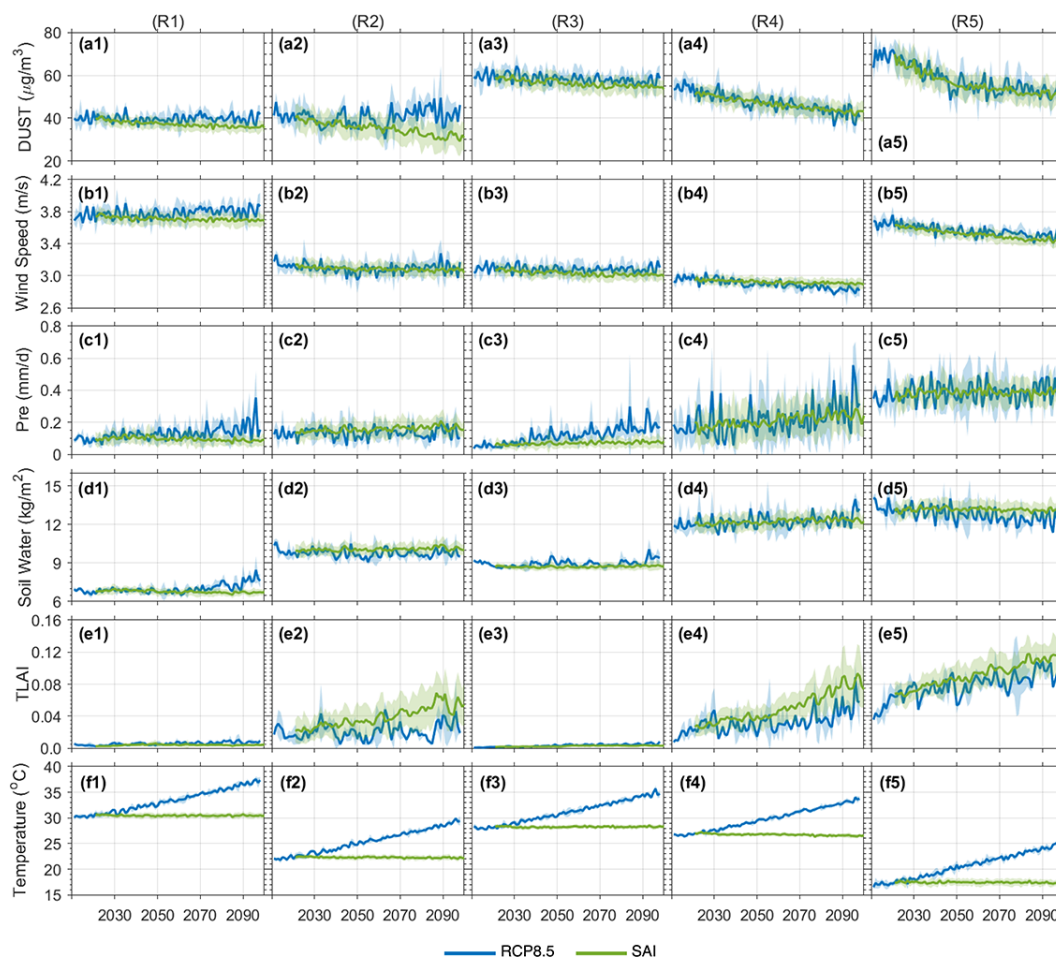 (R1) (R2) (R3) (R4) (R5)
DUST (μg/m³)
80
60
40
20
(a1) (a2) (a3) (a4) (a5)
Wind Speed (m/s)
4.2
3.8
3.4
3.0
2.6
(b1) (b2) (b3) (b4) (b5)
Pre (mm/d)
0.8
0.6
0.4
0.2
0
(c1) (c2) (c3) (c4) (c5)
Soil Water (kg/m²)
15
12
9
6
(d1) (d2) (d3) (d4) (d5)
TLAI
0.16
0.12
0.08
0.04
0.0
(e1) (e2) (e3) (e4) (e5)
Temperature (°C)
40
35
30
25
20
15
(f1) (f2) (f3) (f4) (f5)
2030 2050 2070 2090 2030 2050 2070 2090 2030 2050 2070 2090 2030 2050 2070 2090 2030 2050 2070 2090
RCP8.5 SAI